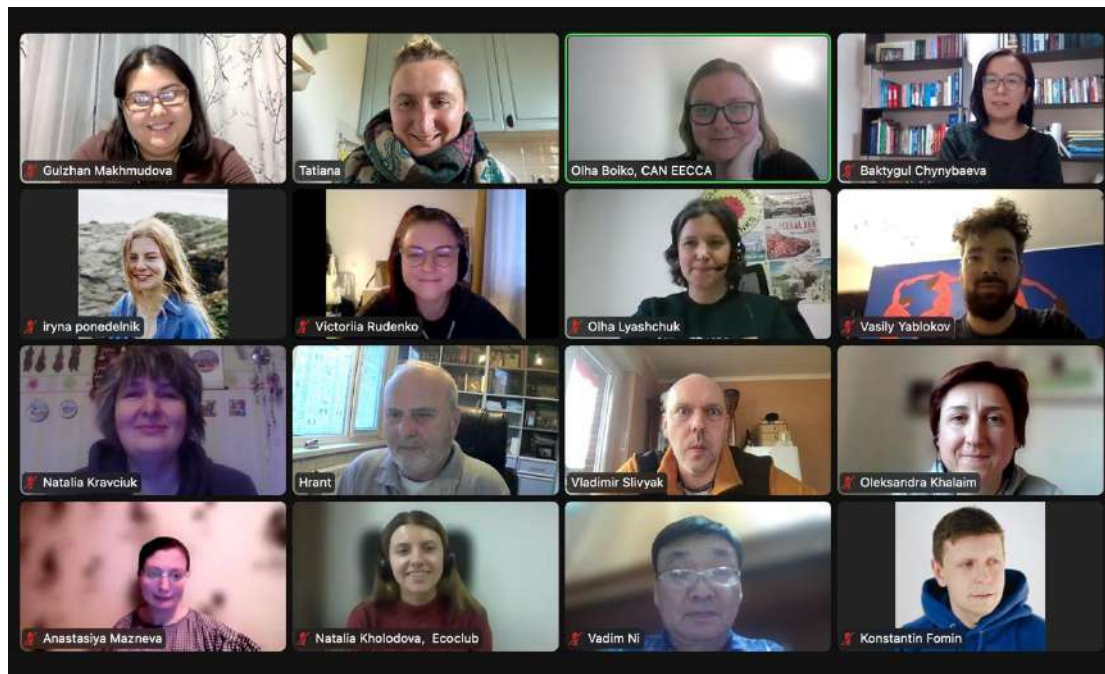 Gulzhan Makhmudova
Tatiana
Olha Boiko, CAN EECCA
Baktygul Chynybaeva
iryna ponedelnik
Victoriia Rudenko
Olha Lyashchuk
Vasily Yablokov
Natalia Kravciuk
Hrant
Vladimir Slivyak
Oleksandra Khalaim
Anastasiya Mazneva
Natalia Kholodova, Ecoclub
Vadim Ni
Konstantin Fomin